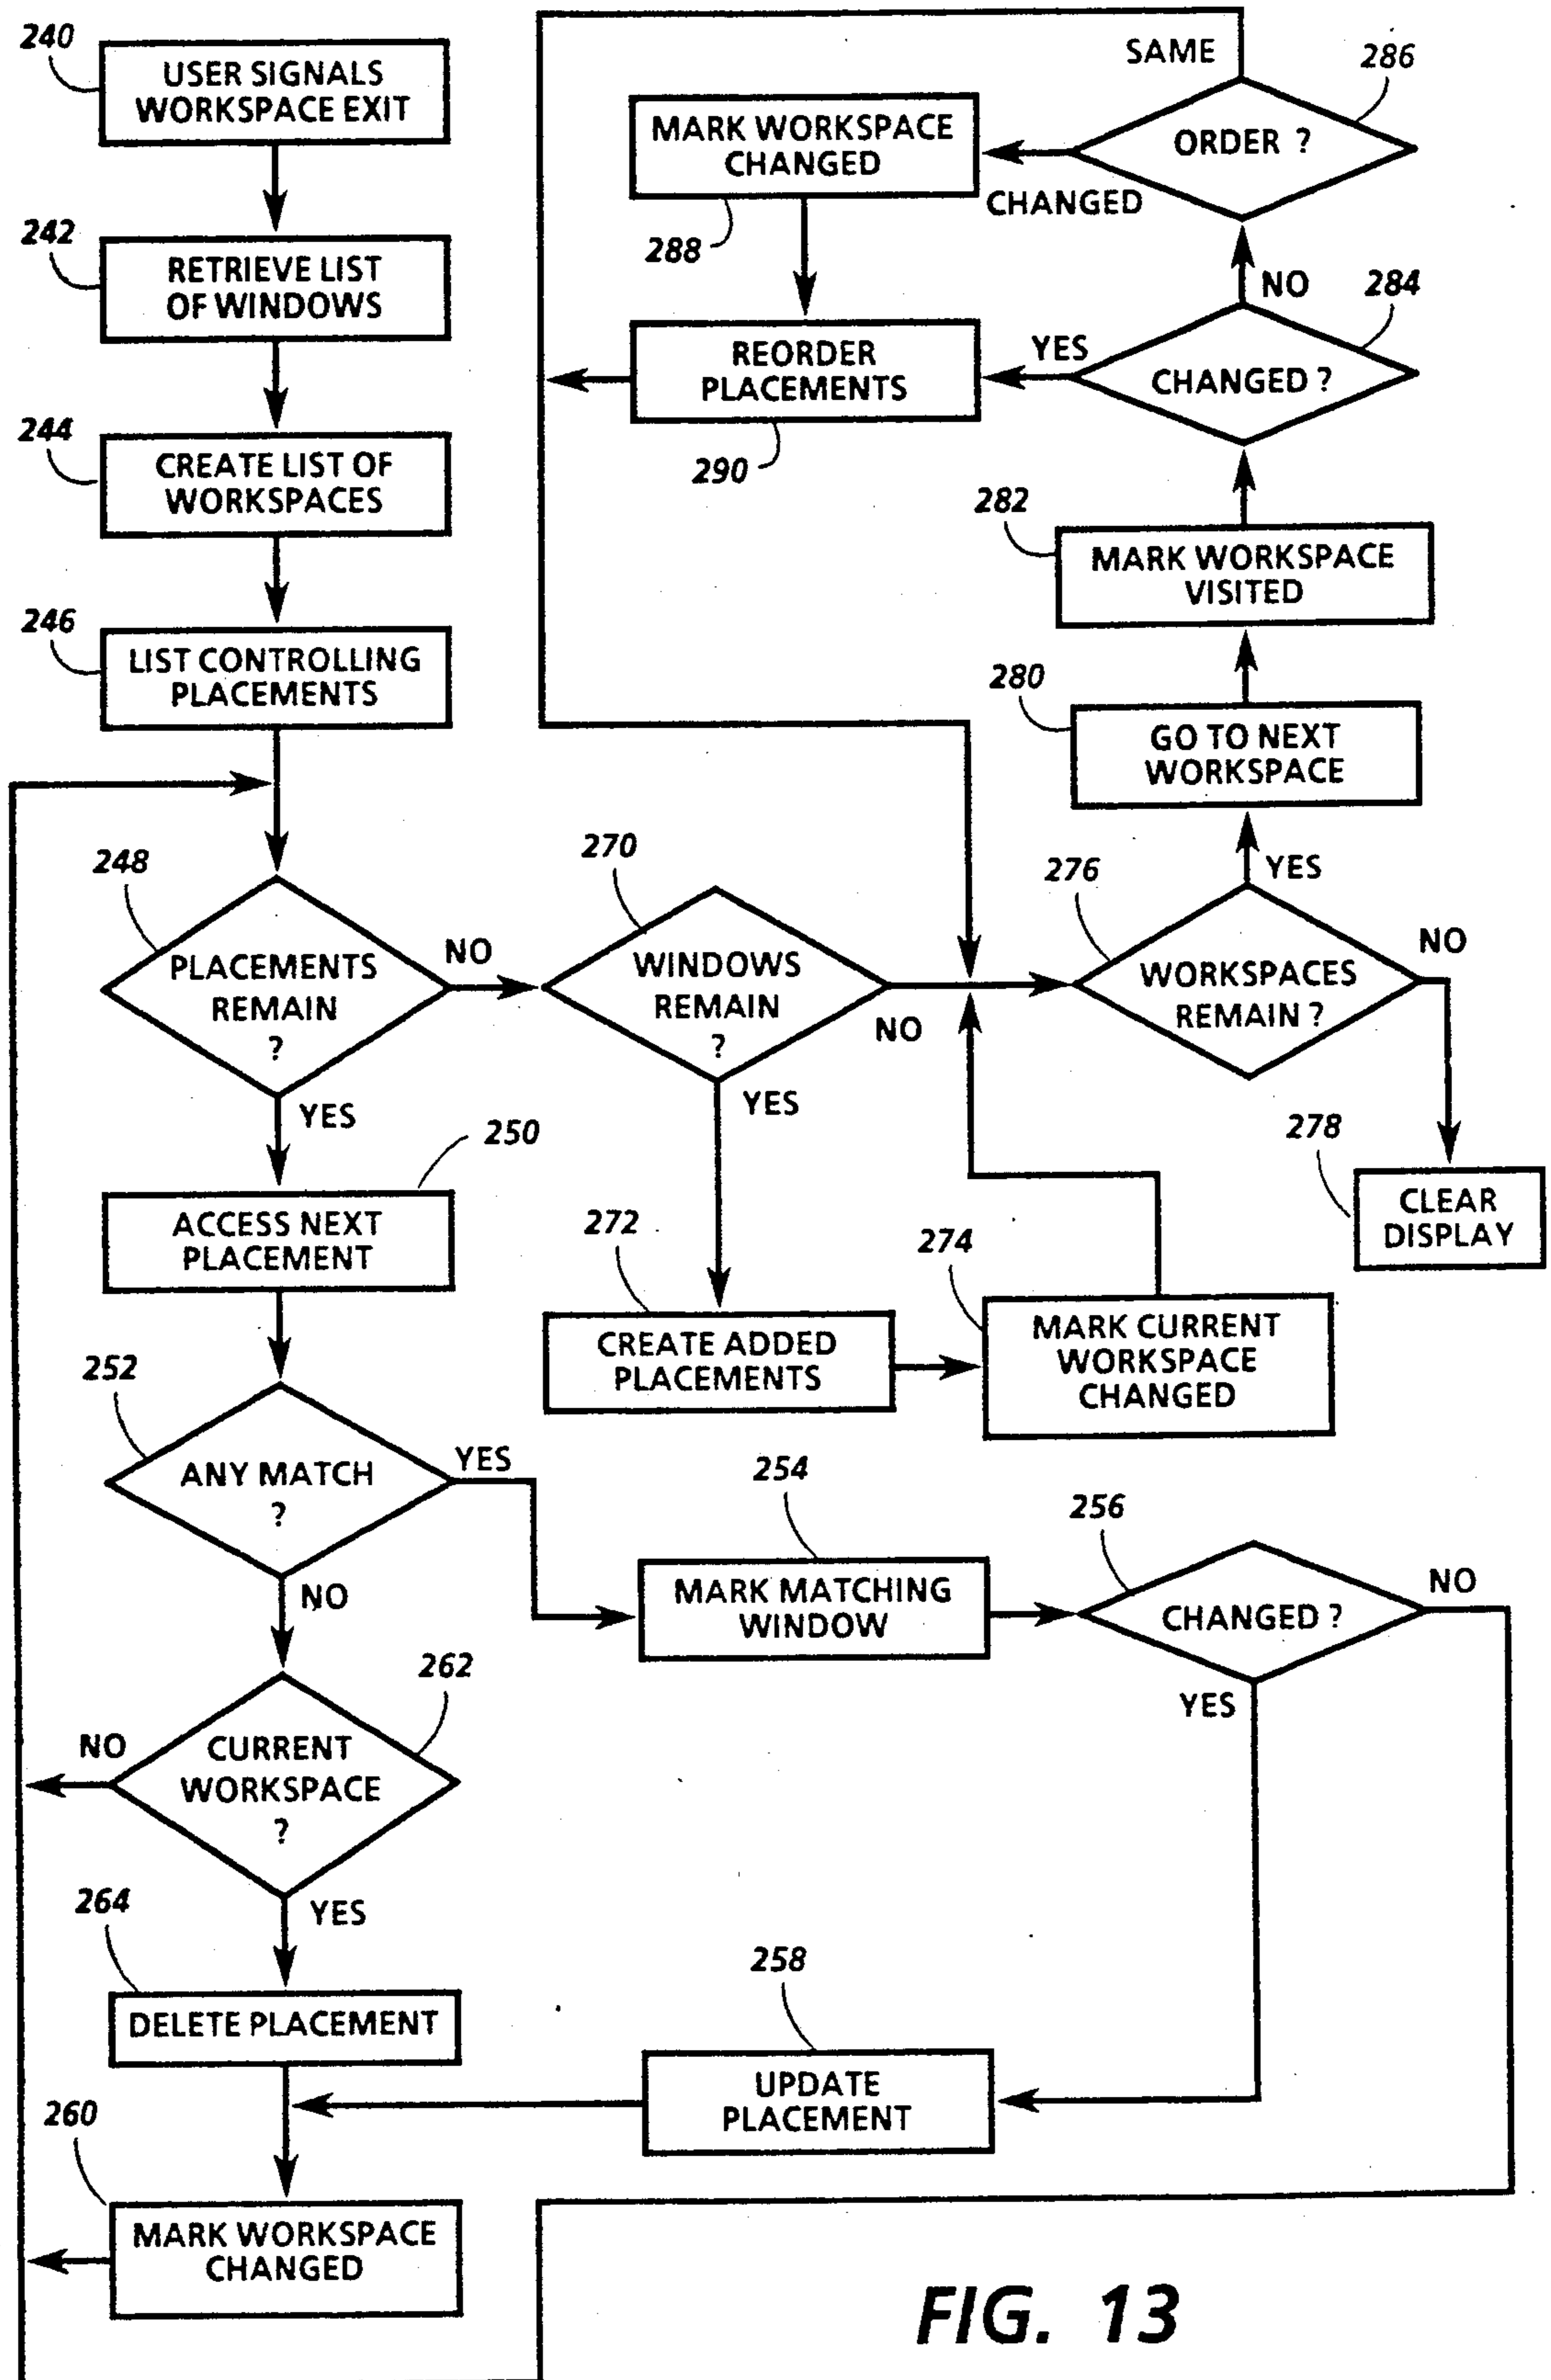 240
USER SIGNALS
WORKSPACE EXIT
242
RETRIEVE LIST
OF WINDOWS
244
CREATE LIST OF
WORKSPACES
246
LIST CONTROLLING
PLACEMENTS
248
PLACEMENTS
REMAIN
?
NO
YES
250
ACCESS NEXT
PLACEMENT
252
ANY MATCH
?
YES
NO
254
MARK MATCHING
WINDOW
256
CHANGED ?
NO
YES
258
UPDATE
PLACEMENT
262
CURRENT
WORKSPACE
?
NO
YES
264
DELETE PLACEMENT
260
MARK WORKSPACE
CHANGED
270
WINDOWS
REMAIN
?
NO
YES
272
CREATE ADDED
PLACEMENTS
274
MARK CURRENT
WORKSPACE
CHANGED
276
WORKSPACES
REMAIN ?
YES
NO
278
CLEAR
DISPLAY
280
GO TO NEXT
WORKSPACE
282
MARK WORKSPACE
VISITED
284
CHANGED ?
NO
YES
286
ORDER ?
SAME
CHANGED
MARK WORKSPACE
CHANGED
288
REORDER
PLACEMENTS
290
FIG. 13